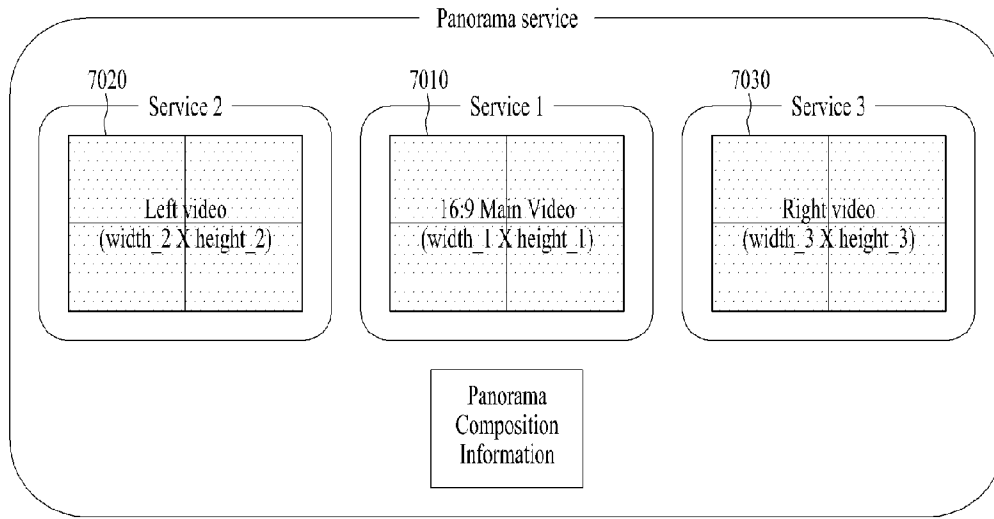 Panorama service
7020
7010
7030
Service 2
Service 1
Service 3
Left video
(width_2 X height_2)
16:9 Main Video
(width_1 X height_1)
Right video
(width_3 X height_3)
Panorama
Composition
Information